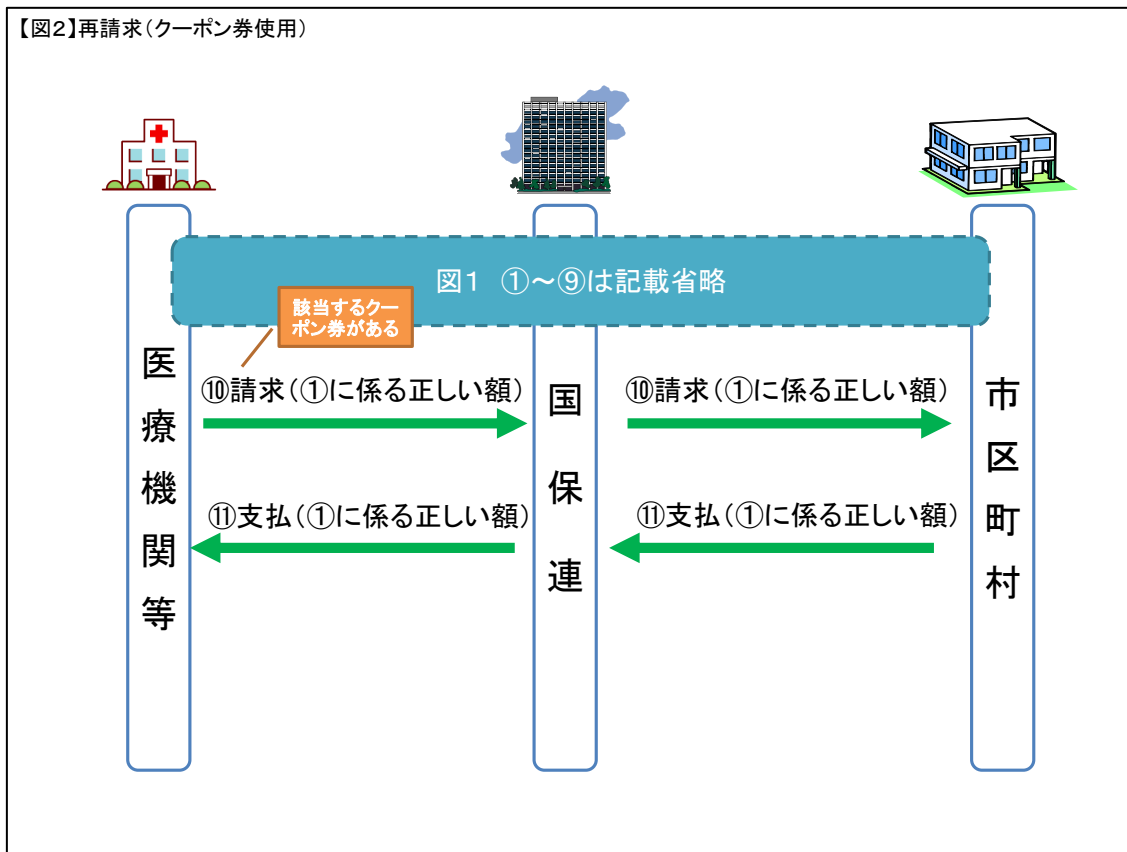 【図2】再請求（クーポン券使用）
図1　①～⑨は記載省略
該当するクー
ポン券がある
⑩請求（①に係る正しい額）
⑩請求（①に係る正しい額）
⑪支払（①に係る正しい額）
⑪支払（①に係る正しい額）
医療機関等
国保連
市区町村